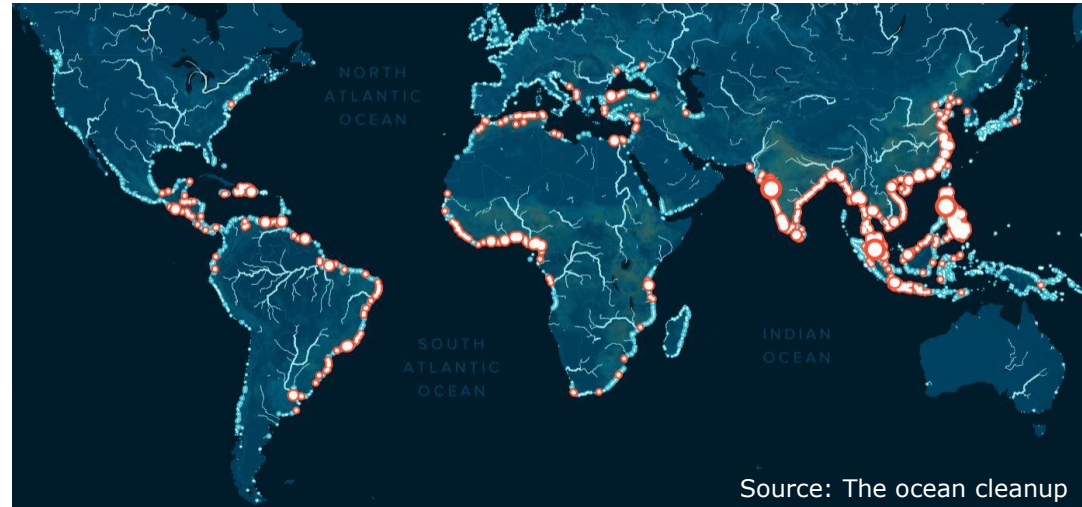 NORTH
ATLANTIC
OCEAN
SOUTH
ATLANTIC
OCEAN
INDIAN
OCEAN
Source: The ocean cleanup